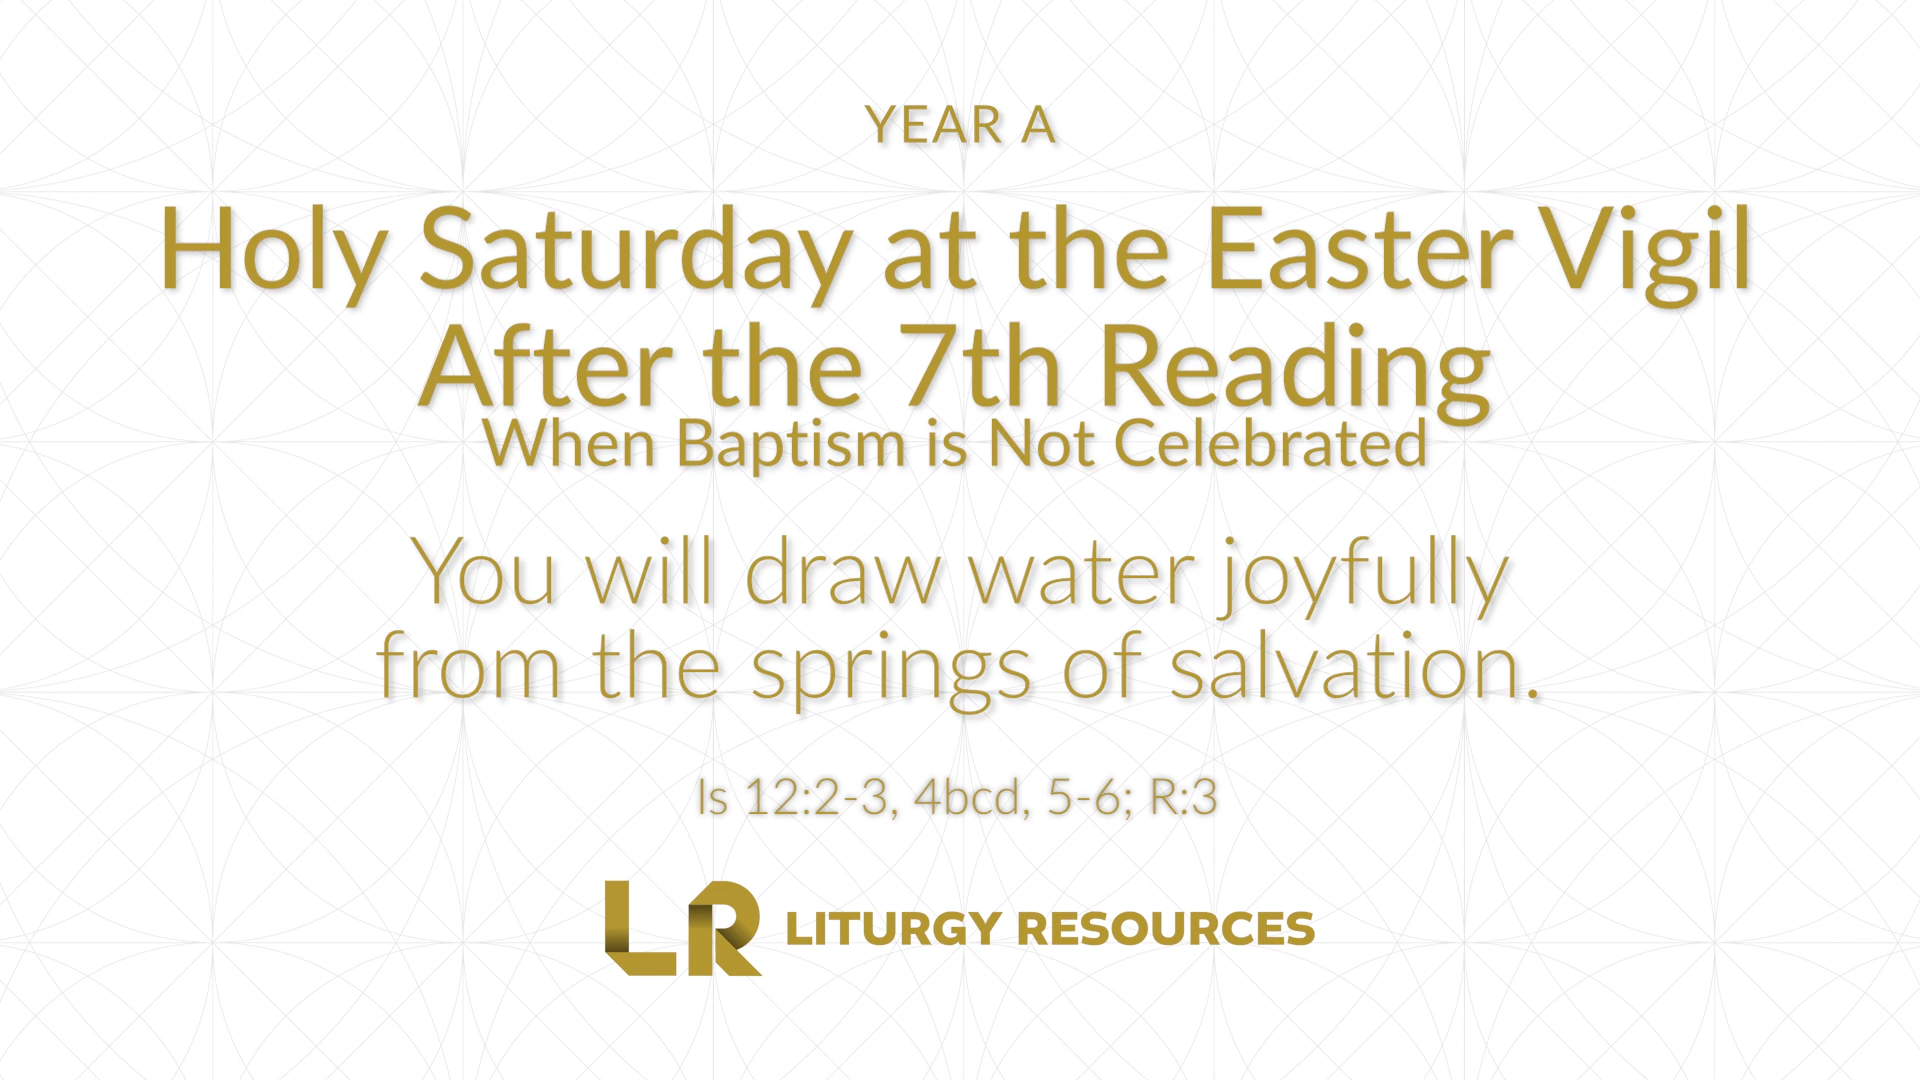 YEAR A
Holy Saturday at the Easter Vigil
After the 7th Reading
When Baptism is Not Celebrated
You will draw water joyfully
from the springs of salvation.
Is 12:2-3, 4bcd, 5-6; R:3
LR LITURGY RESOURCES